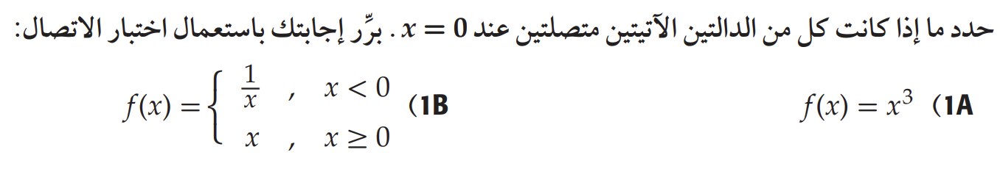 حدد ما إذا كانت كل من الدالتين الآتيتين متصلتين عند x = 0 . برِّر إجابتك باستعمال اختبار الاتصال:
(1A f(x) = x³
(1B f(x) = { 1/x , x < 0
x , x ≥ 0